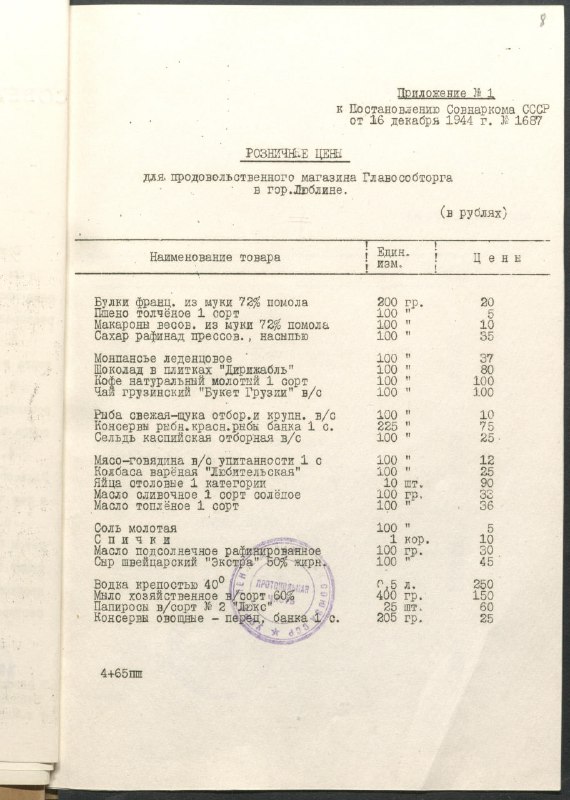 8
Приложение № 1
к Постановлению Совнаркома СССР
от 16 декабря 1944 г. № 1687
РОЗНИЧНЫЕ ЦЕНЫ
для продовольственного магазина Главособторга
в гор.Люблине.
(в рублях)
Наименование товара ! Един. изм. ! Ц е н ы
Булки франц. из муки 72% помола 200 гр. 20
Пшено толчёное 1 сорт 100 " 5
Макароны весов. из муки 72% помола 100 " 10
Сахар рафинад прессов., насыпью 100 " 35
Монпансье леденцовое 100 " 37
Шоколад в плитках "Дирижабль" 100 " 80
Кофе натуральный молотый 1 сорт 100 " 100
Чай грузинский "Букет Грузии" в/с 100 " 100
Рыба свежая-щука отбор.и крупн. в/с 100 " 10
Консервы рыбн.красн.рыбы банка 1 с. 225 " 75
Сельдь каспийская отборная в/с 100 " 25
Мясо-говядина в/с упитанности 1 с 100 " 12
Колбаса варёная "Любительская" 100 " 25
Яйца столовые 1 категории 10 шт. 90
Масло сливочное 1 сорт солёное 100 гр. 33
Масло топлёное 1 сорт 100 " 36
Соль молотая 100 " 5
С п и ч к и 1 кор. 10
Масло подсолнечное рафинированное 100 гр. 30
Сыр швейцарский "Экстра" 50% жирн. 100 " 45
Водка крепостью 40° 0,5 л. 250
Мыло хозяйственное в/сорт 60% 400 гр. 150
Папиросы в/сорт № 2 "Люкс" 25 шт. 60
Консервы овощные - перец, банка 1 с. 205 гр. 25
ПРОТОКОЛЬНАЯ
СОЮЗА ССР
4+65пш